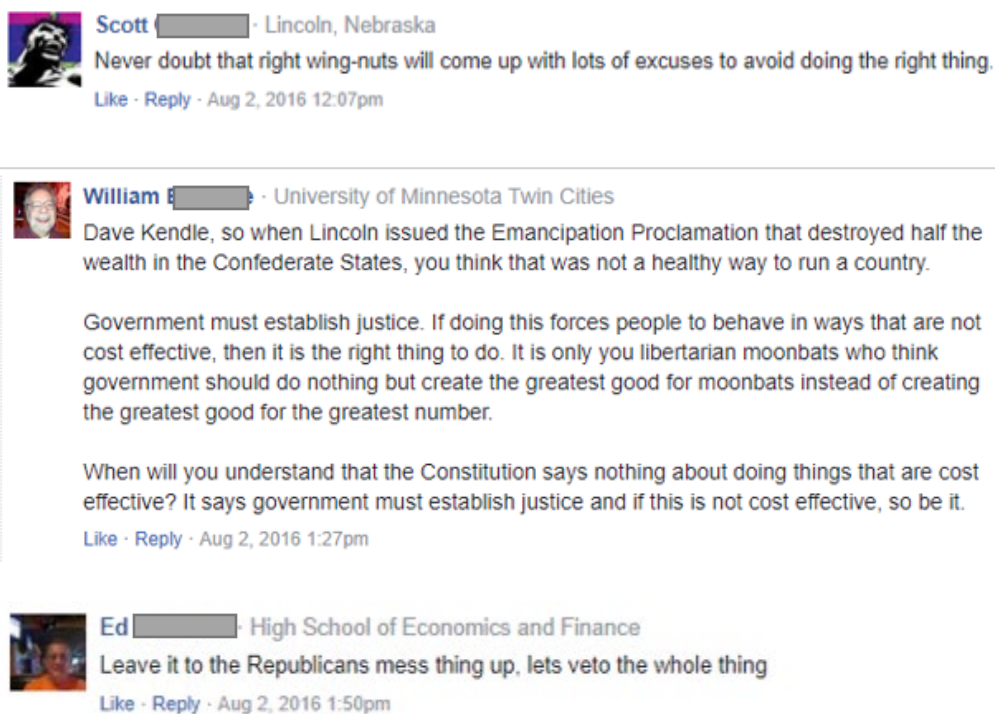 Scott · Lincoln, Nebraska
Never doubt that right wing-nuts will come up with lots of excuses to avoid doing the right thing.
Like · Reply · Aug 2, 2016 12:07pm
William · University of Minnesota Twin Cities
Dave Kendle, so when Lincoln issued the Emancipation Proclamation that destroyed half the
wealth in the Confederate States, you think that was not a healthy way to run a country.
Government must establish justice. If doing this forces people to behave in ways that are not
cost effective, then it is the right thing to do. It is only you libertarian moonbats who think
government should do nothing but create the greatest good for moonbats instead of creating
the greatest good for the greatest number.
When will you understand that the Constitution says nothing about doing things that are cost
effective? It says government must establish justice and if this is not cost effective, so be it.
Like · Reply · Aug 2, 2016 1:27pm
Ed · High School of Economics and Finance
Leave it to the Republicans mess thing up, lets veto the whole thing
Like · Reply · Aug 2, 2016 1:50pm